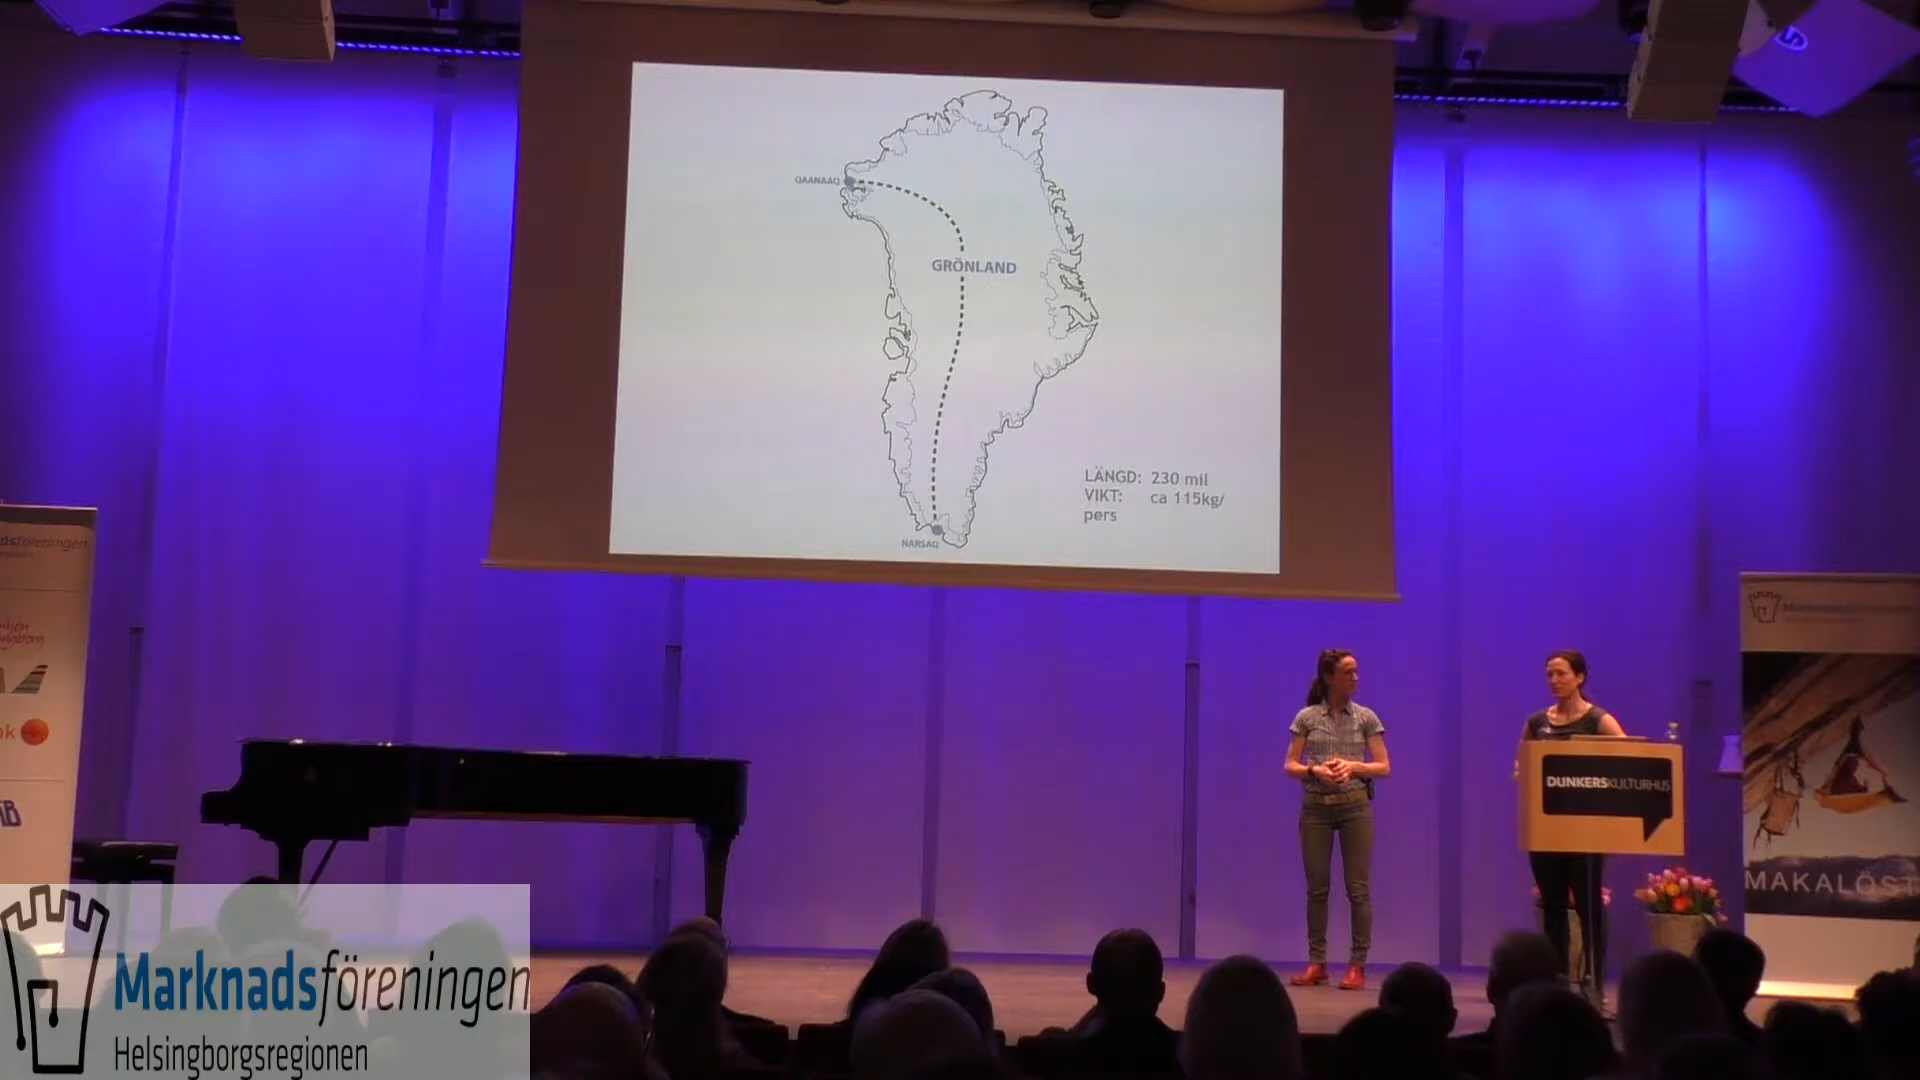 QAANAAQ
GRÖNLAND
LÄNGD: 230 mil
VIKT: ca 115kg/
pers
NARSAQ
DUNKERSKULTURHUS
MAKALÖST
Marknadsföreningen
Helsingborgsregionen